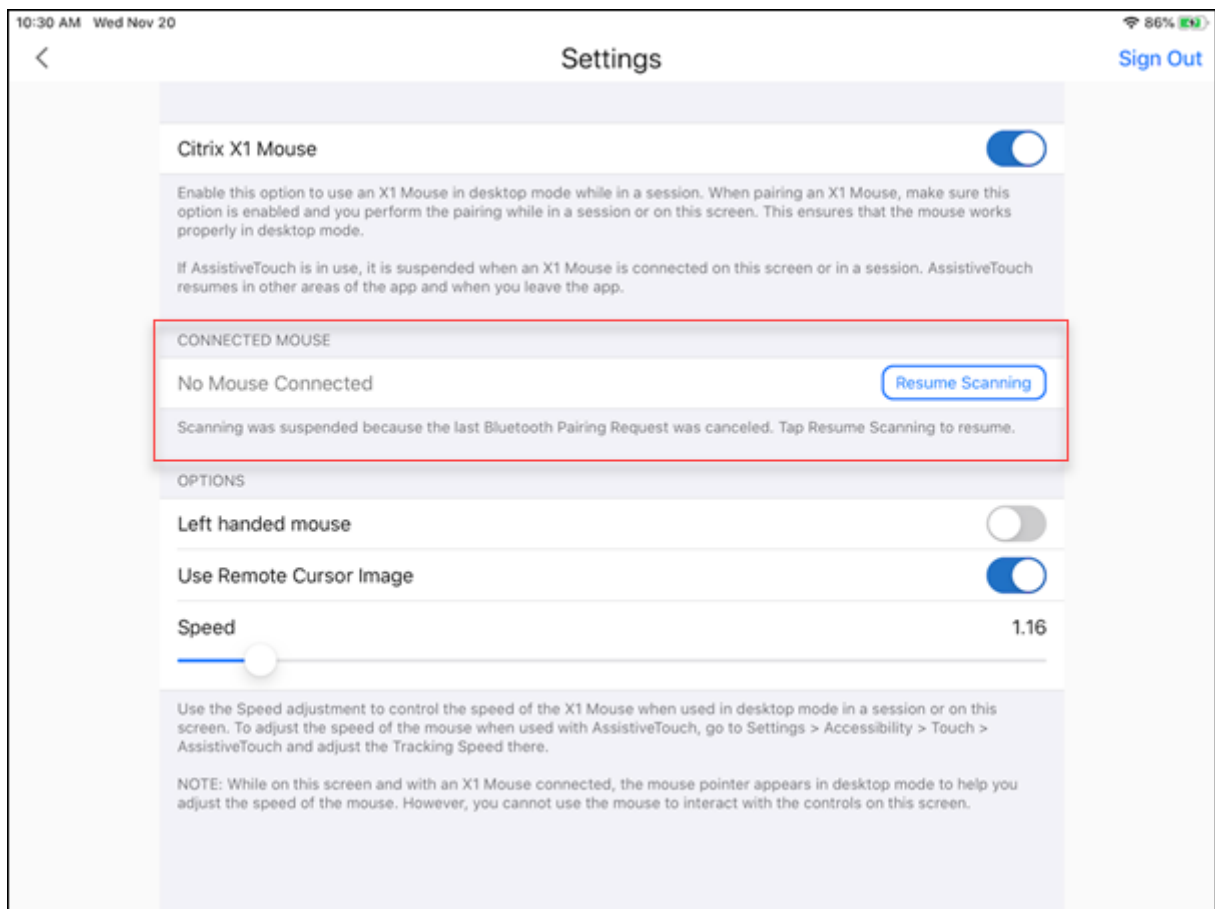 10:30 AM Wed Nov 20
86%
Settings
Sign Out
Citrix X1 Mouse
Enable this option to use an X1 Mouse in desktop mode while in a session. When pairing an X1 Mouse, make sure this
option is enabled and you perform the pairing while in a session or on this screen. This ensures that the mouse works
properly in desktop mode.
If AssistiveTouch is in use, it is suspended when an X1 Mouse is connected on this screen or in a session. AssistiveTouch
resumes in other areas of the app and when you leave the app.
CONNECTED MOUSE
No Mouse Connected
Resume Scanning
Scanning was suspended because the last Bluetooth Pairing Request was canceled. Tap Resume Scanning to resume.
OPTIONS
Left handed mouse
Use Remote Cursor Image
Speed
1.16
Use the Speed adjustment to control the speed of the X1 Mouse when used in desktop mode in a session or on this
screen. To adjust the speed of the mouse when used with AssistiveTouch, go to Settings > Accessibility > Touch >
AssistiveTouch and adjust the Tracking Speed there.
NOTE: While on this screen and with an X1 Mouse connected, the mouse pointer appears in desktop mode to help you
adjust the speed of the mouse. However, you cannot use the mouse to interact with the controls on this screen.